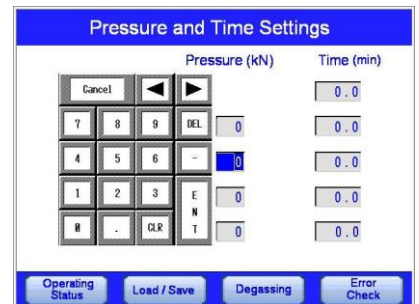 Pressure and Time Settings
Pressure (kN) Time (min)
Cancel ◀ ▶ 0.0
7 8 9 DEL 0 0.0
4 5 6 - 0 0.0
1 2 3 ENT 0 0.0
0 . CLR 0 0.0
Operating Status Load / Save Degassing Error Check